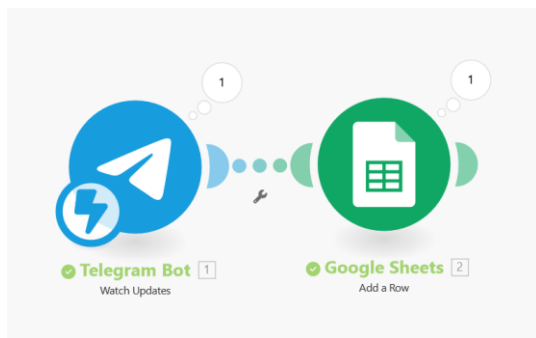 1
1
Telegram Bot 1
Watch Updates
Google Sheets 2
Add a Row